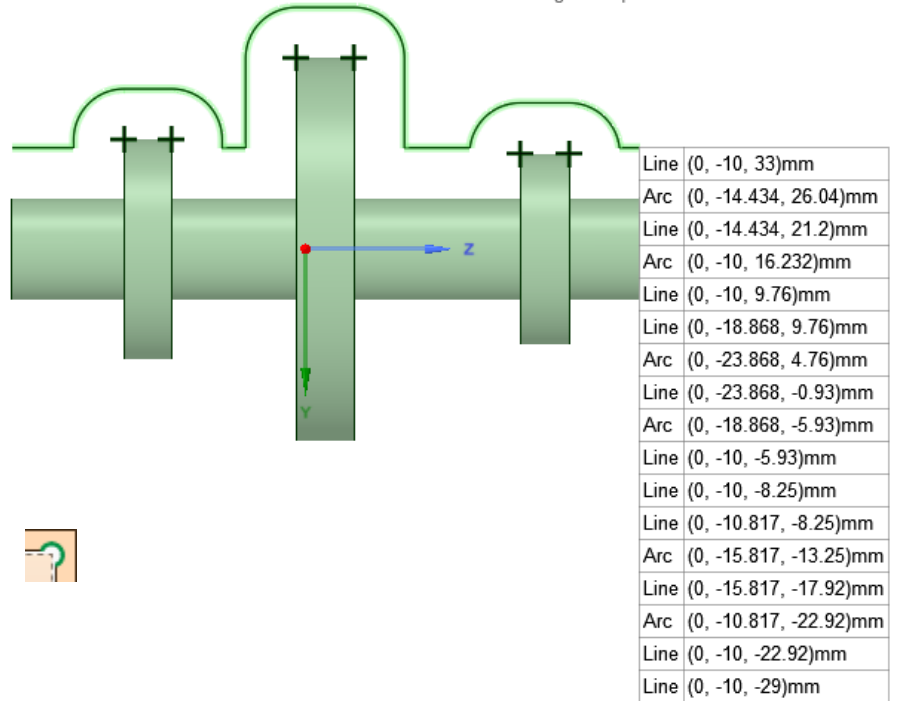 Z
Y
Line (0, -10, 33)mm
Arc (0, -14.434, 26.04)mm
Line (0, -14.434, 21.2)mm
Arc (0, -10, 16.232)mm
Line (0, -10, 9.76)mm
Line (0, -18.868, 9.76)mm
Arc (0, -23.868, 4.76)mm
Line (0, -23.868, -0.93)mm
Arc (0, -18.868, -5.93)mm
Line (0, -10, -5.93)mm
Line (0, -10, -8.25)mm
Line (0, -10.817, -8.25)mm
Arc (0, -15.817, -13.25)mm
Line (0, -15.817, -17.92)mm
Arc (0, -10.817, -22.92)mm
Line (0, -10, -22.92)mm
Line (0, -10, -29)mm